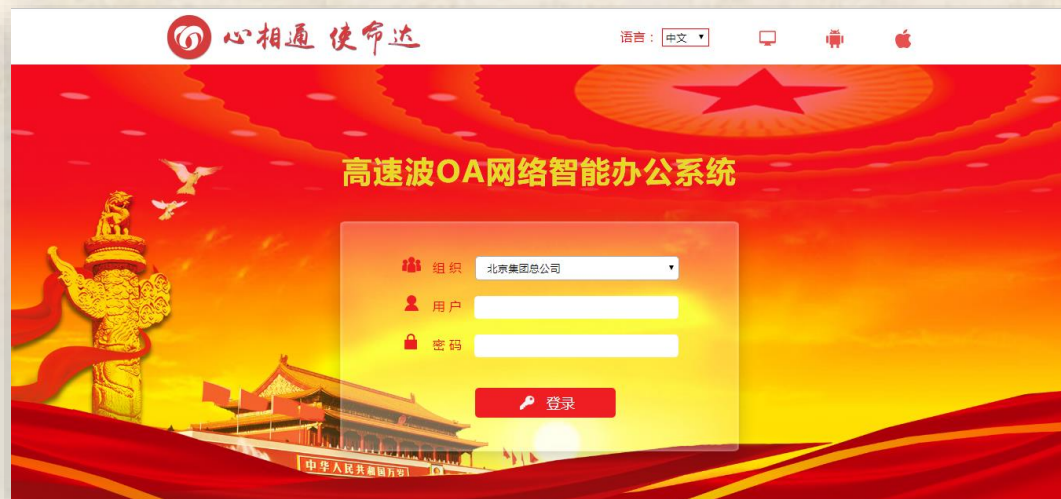 心相通 使命达
语言： 中文
高速波OA网络智能办公系统
组织 北京集团总公司
用户
密码
登录
中华人民共和国万岁